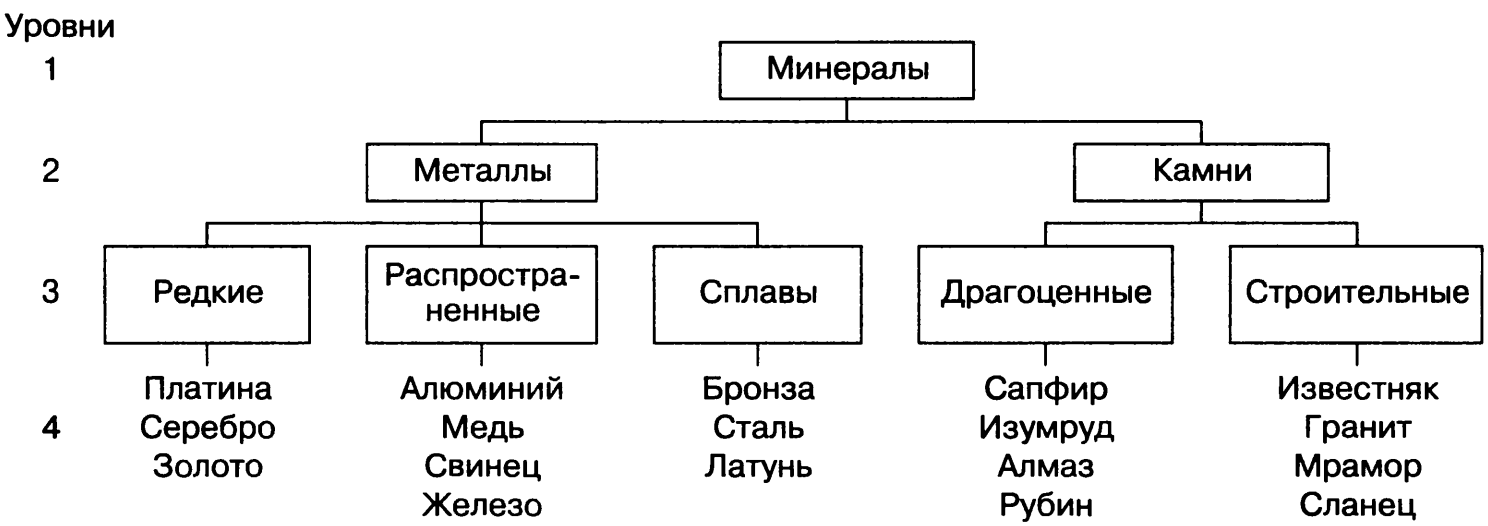 Уровни
1
Минералы
2
Металлы
Камни
3
Редкие
Распростра-
ненные
Сплавы
Драгоценные
Строительные
4
Платина
Серебро
Золото
Алюминий
Медь
Свинец
Железо
Бронза
Сталь
Латунь
Сапфир
Изумруд
Алмаз
Рубин
Известняк
Гранит
Мрамор
Сланец